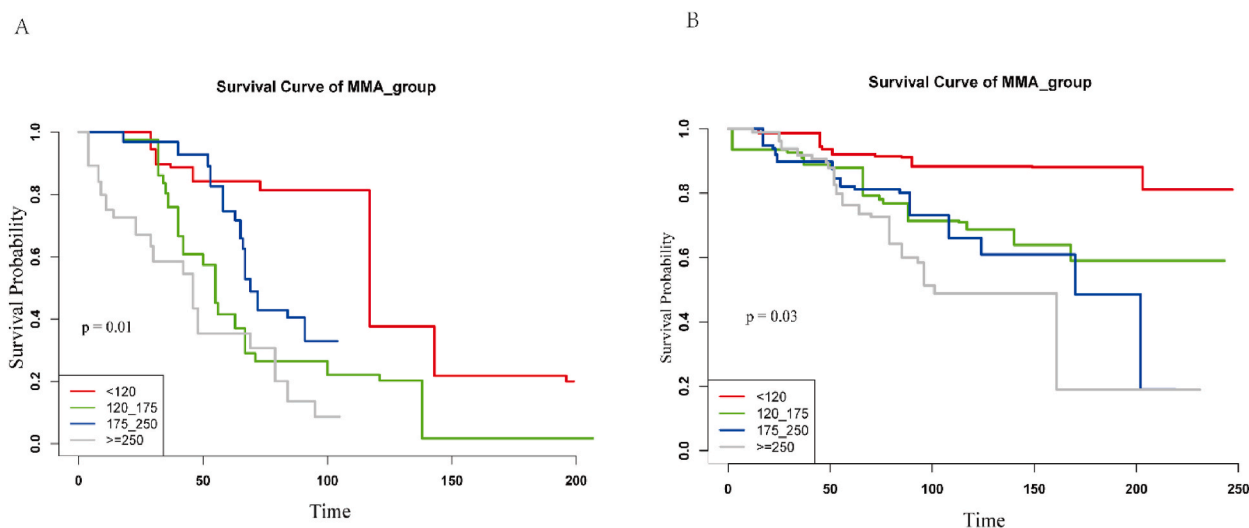 A
Survival Curve of MMA_group
Survival Probability
1.0
0.8
0.6
0.4
0.2
0.0
p = 0.01
<120
120_175
175_250
>=250
0 50 100 150 200
Time
B
Survival Curve of MMA_group
Survival Probability
1.0
0.8
0.6
0.4
0.2
0.0
p = 0.03
<120
120_175
175_250
>=250
0 50 100 150 200 250
Time